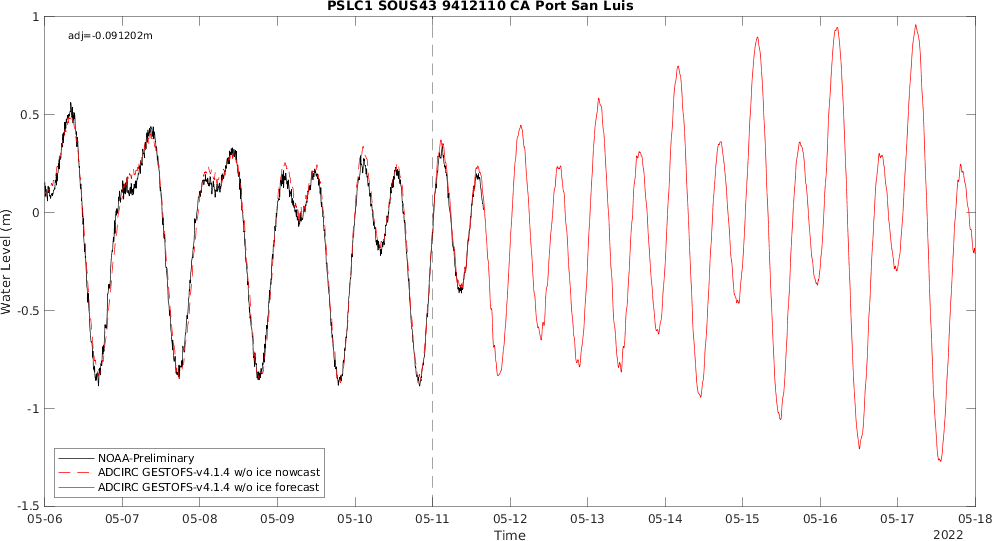 PSLC1 SOUS43 9412110 CA Port San Luis
adj=-0.091202m
1
0.5
0
-0.5
-1
-1.5
Water Level (m)
NOAA-Preliminary
ADCIRC GESTOFS-v4.1.4 w/o ice nowcast
ADCIRC GESTOFS-v4.1.4 w/o ice forecast
05-06 05-07 05-08 05-09 05-10 05-11 05-12 05-13 05-14 05-15 05-16 05-17 05-18
Time
2022